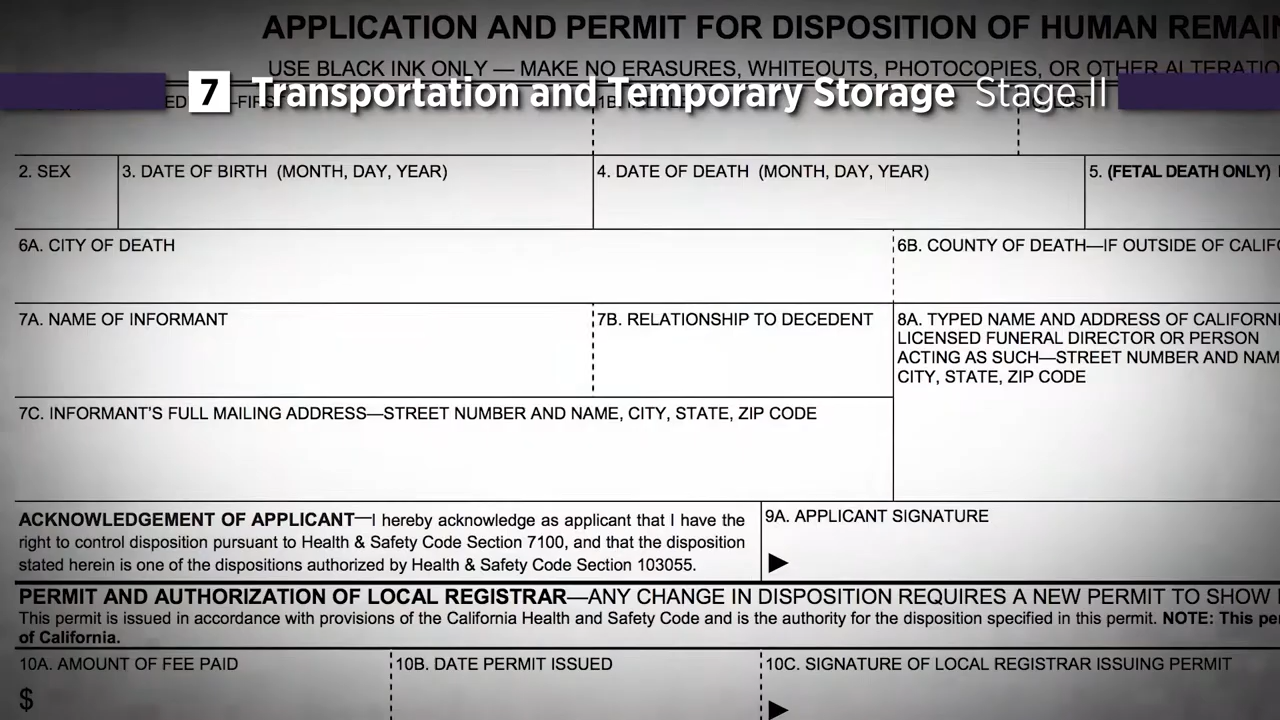 APPLICATION AND PERMIT FOR DISPOSITION OF HUMAN REMAIN
USE BLACK INK ONLY — MAKE NO ERASURES, WHITEOUTS, PHOTOCOPIES, OR OTHER ALTERATIO
7 Transportation and Temporary Storage Stage II
2. SEX
3. DATE OF BIRTH (MONTH, DAY, YEAR)
4. DATE OF DEATH (MONTH, DAY, YEAR)
5. (FETAL DEATH ONLY)
6A. CITY OF DEATH
6B. COUNTY OF DEATH—IF OUTSIDE OF CALIFO
7A. NAME OF INFORMANT
7B. RELATIONSHIP TO DECEDENT
8A. TYPED NAME AND ADDRESS OF CALIFORNI
LICENSED FUNERAL DIRECTOR OR PERSON
ACTING AS SUCH—STREET NUMBER AND NAM
CITY, STATE, ZIP CODE
7C. INFORMANT'S FULL MAILING ADDRESS—STREET NUMBER AND NAME, CITY, STATE, ZIP CODE
ACKNOWLEDGEMENT OF APPLICANT—I hereby acknowledge as applicant that I have the
right to control disposition pursuant to Health & Safety Code Section 7100, and that the disposition
stated herein is one of the dispositions authorized by Health & Safety Code Section 103055.
9A. APPLICANT SIGNATURE
PERMIT AND AUTHORIZATION OF LOCAL REGISTRAR—ANY CHANGE IN DISPOSITION REQUIRES A NEW PERMIT TO SHOW
This permit is issued in accordance with provisions of the California Health and Safety Code and is the authority for the disposition specified in this permit. NOTE: This per
of California.
10A. AMOUNT OF FEE PAID
10B. DATE PERMIT ISSUED
10C. SIGNATURE OF LOCAL REGISTRAR ISSUING PERMIT
$